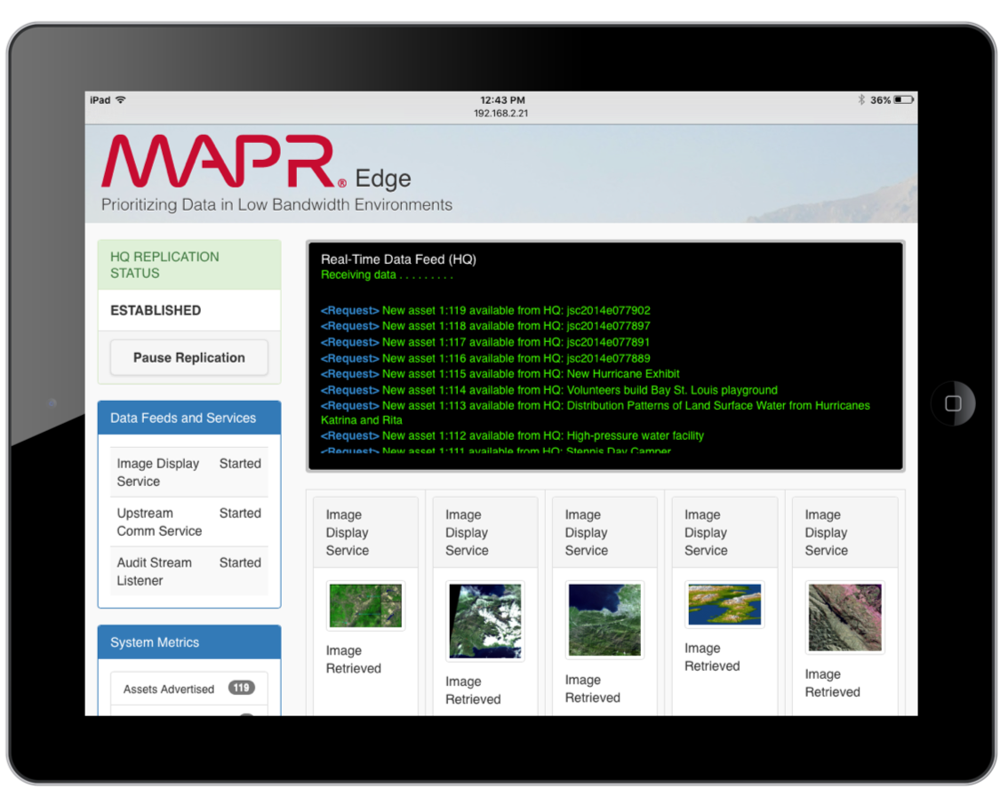 iPad
12:43 PM
36%
192.168.2.21
MAPR® Edge
Prioritizing Data in Low Bandwidth Environments
HQ REPLICATION
STATUS
ESTABLISHED
Pause Replication
Data Feeds and Services
Image Display Started
Service
Upstream Started
Comm Service
Audit Stream Started
Listener
System Metrics
Assets Advertised 119
Real-Time Data Feed (HQ)
Receiving data . . . . . . . . .
<Request> New asset 1:119 available from HQ: jsc2014e077902
<Request> New asset 1:118 available from HQ: jsc2014e077897
<Request> New asset 1:117 available from HQ: jsc2014e077891
<Request> New asset 1:116 available from HQ: jsc2014e077889
<Request> New asset 1:115 available from HQ: New Hurricane Exhibit
<Request> New asset 1:114 available from HQ: Volunteers build Bay St. Louis playground
<Request> New asset 1:113 available from HQ: Distribution Patterns of Land Surface Water from Hurricanes
Katrina and Rita
<Request> New asset 1:112 available from HQ: High-pressure water facility
<Request> New asset 1:111 available from HQ: Stennis Day Camper
Image
Display
Service
Image
Retrieved
Image
Display
Service
Image
Retrieved
Image
Display
Service
Image
Retrieved
Image
Display
Service
Image
Retrieved
Image
Display
Service
Image
Retrieved